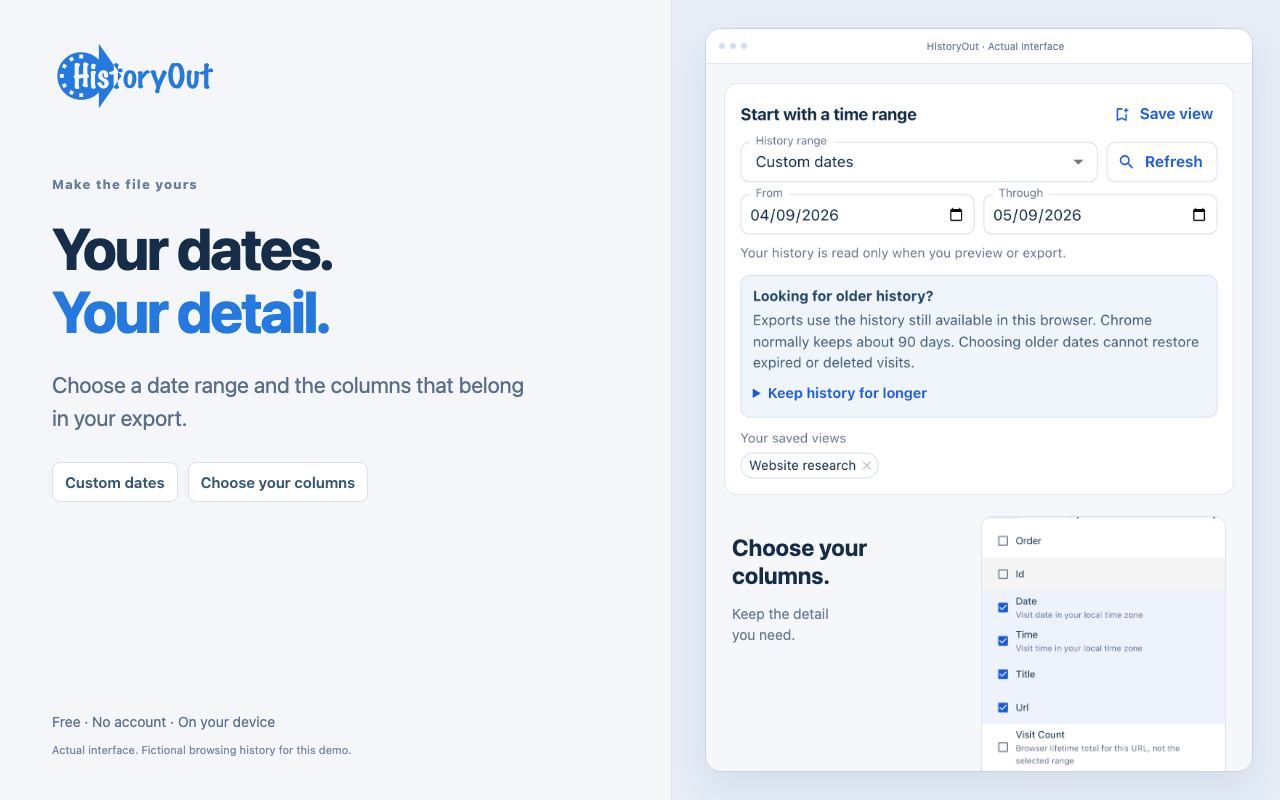 HistoryOut
Make the file yours
Your dates.
Your detail.
Choose a date range and the columns that belong
in your export.
Custom dates
Choose your columns
Free · No account · On your device
Actual interface. Fictional browsing history for this demo.
HistoryOut · Actual interface
Start with a time range
Save view
History range
Custom dates
Refresh
From
04/09/2026
Through
05/09/2026
Your history is read only when you preview or export.
Looking for older history?
Exports use the history still available in this browser. Chrome
normally keeps about 90 days. Choosing older dates cannot restore
expired or deleted visits.
Keep history for longer
Your saved views
Website research
Choose your
columns.
Keep the detail
you need.
Order
Id
Date
Visit date in your local time zone
Time
Visit time in your local time zone
Title
Url
Visit Count
Browser lifetime total for this URL, not the
selected range